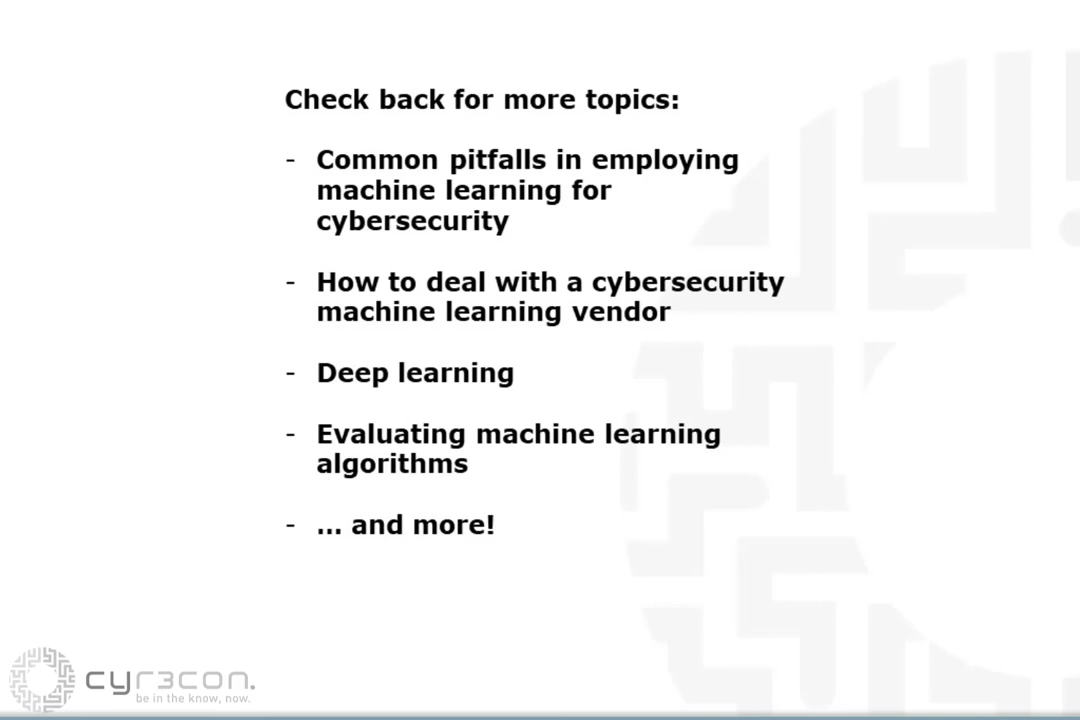 Check back for more topics:
- Common pitfalls in employing
machine learning for
cybersecurity
- How to deal with a cybersecurity
machine learning vendor
- Deep learning
- Evaluating machine learning
algorithms
- ... and more!
cyr3con.
be in the know, now.